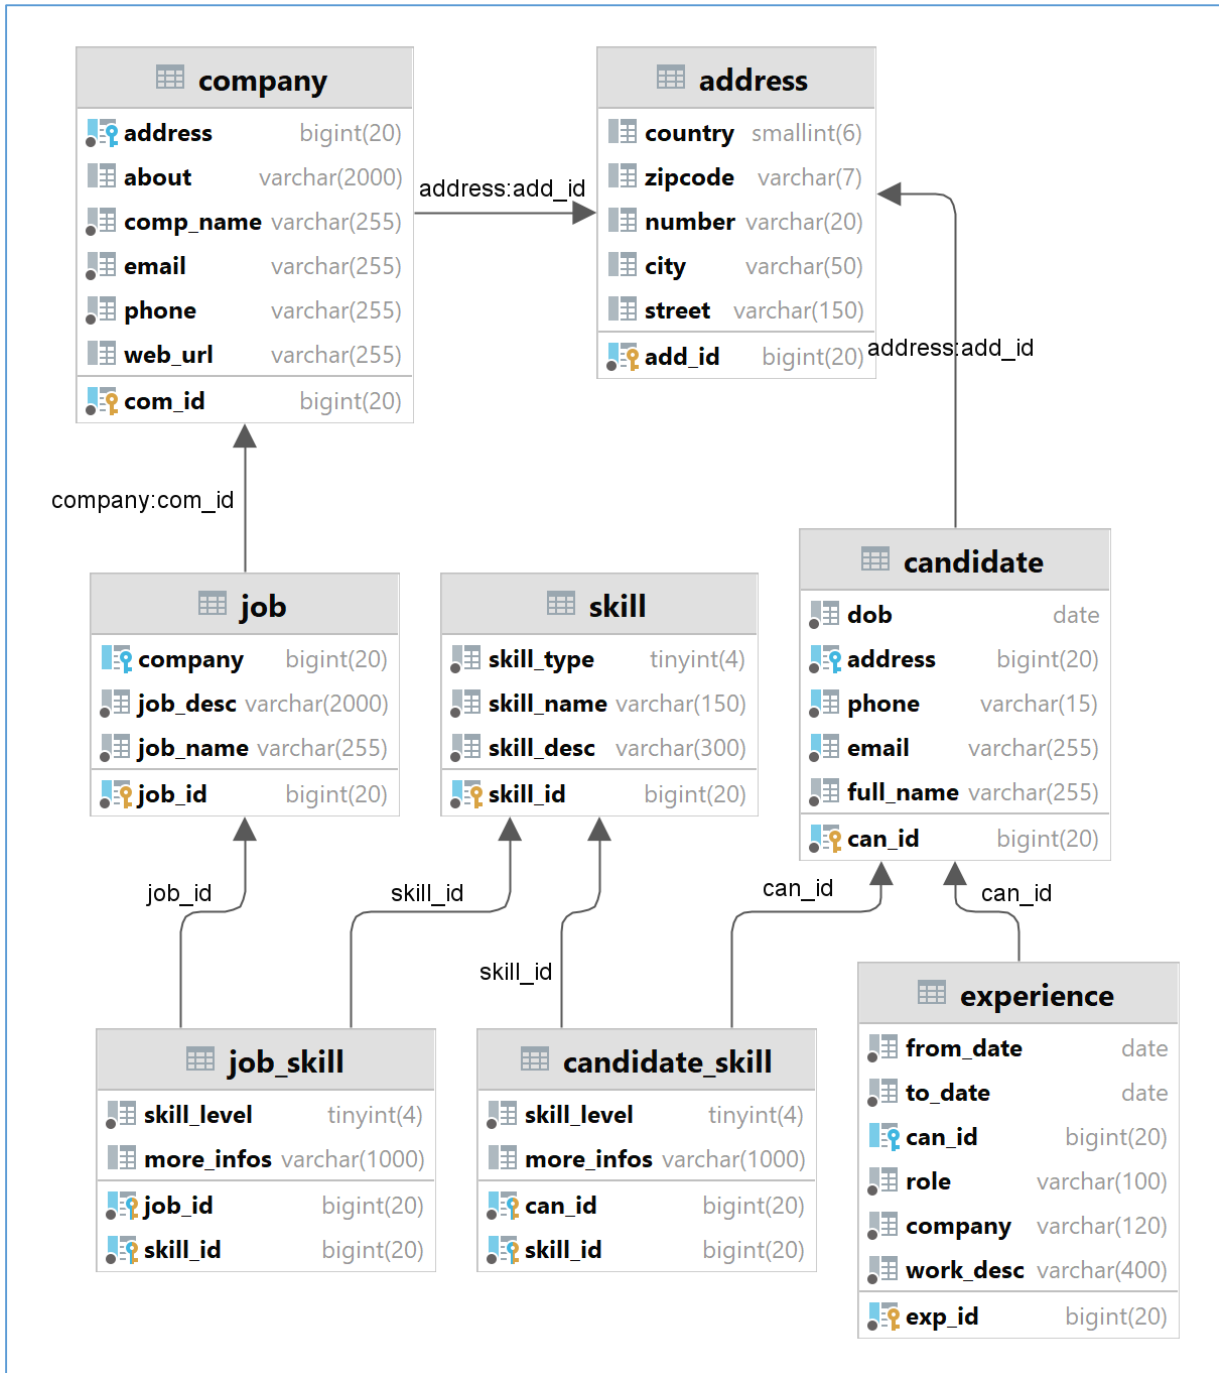 company
address bigint(20)
about varchar(2000)
comp_name varchar(255)
email varchar(255)
phone varchar(255)
web_url varchar(255)
com_id bigint(20)
address:add_id
address
country smallint(6)
zipcode varchar(7)
number varchar(20)
city varchar(50)
street varchar(150)
add_id bigint(20)
address:add_id
company:com_id
job
company bigint(20)
job_desc varchar(2000)
job_name varchar(255)
job_id bigint(20)
skill
skill_type tinyint(4)
skill_name varchar(150)
skill_desc varchar(300)
skill_id bigint(20)
candidate
dob date
address bigint(20)
phone varchar(15)
email varchar(255)
full_name varchar(255)
can_id bigint(20)
job_id
skill_id
skill_id
can_id
can_id
job_skill
skill_level tinyint(4)
more_infos varchar(1000)
job_id bigint(20)
skill_id bigint(20)
candidate_skill
skill_level tinyint(4)
more_infos varchar(1000)
can_id bigint(20)
skill_id bigint(20)
experience
from_date date
to_date date
can_id bigint(20)
role varchar(100)
company varchar(120)
work_desc varchar(400)
exp_id bigint(20)